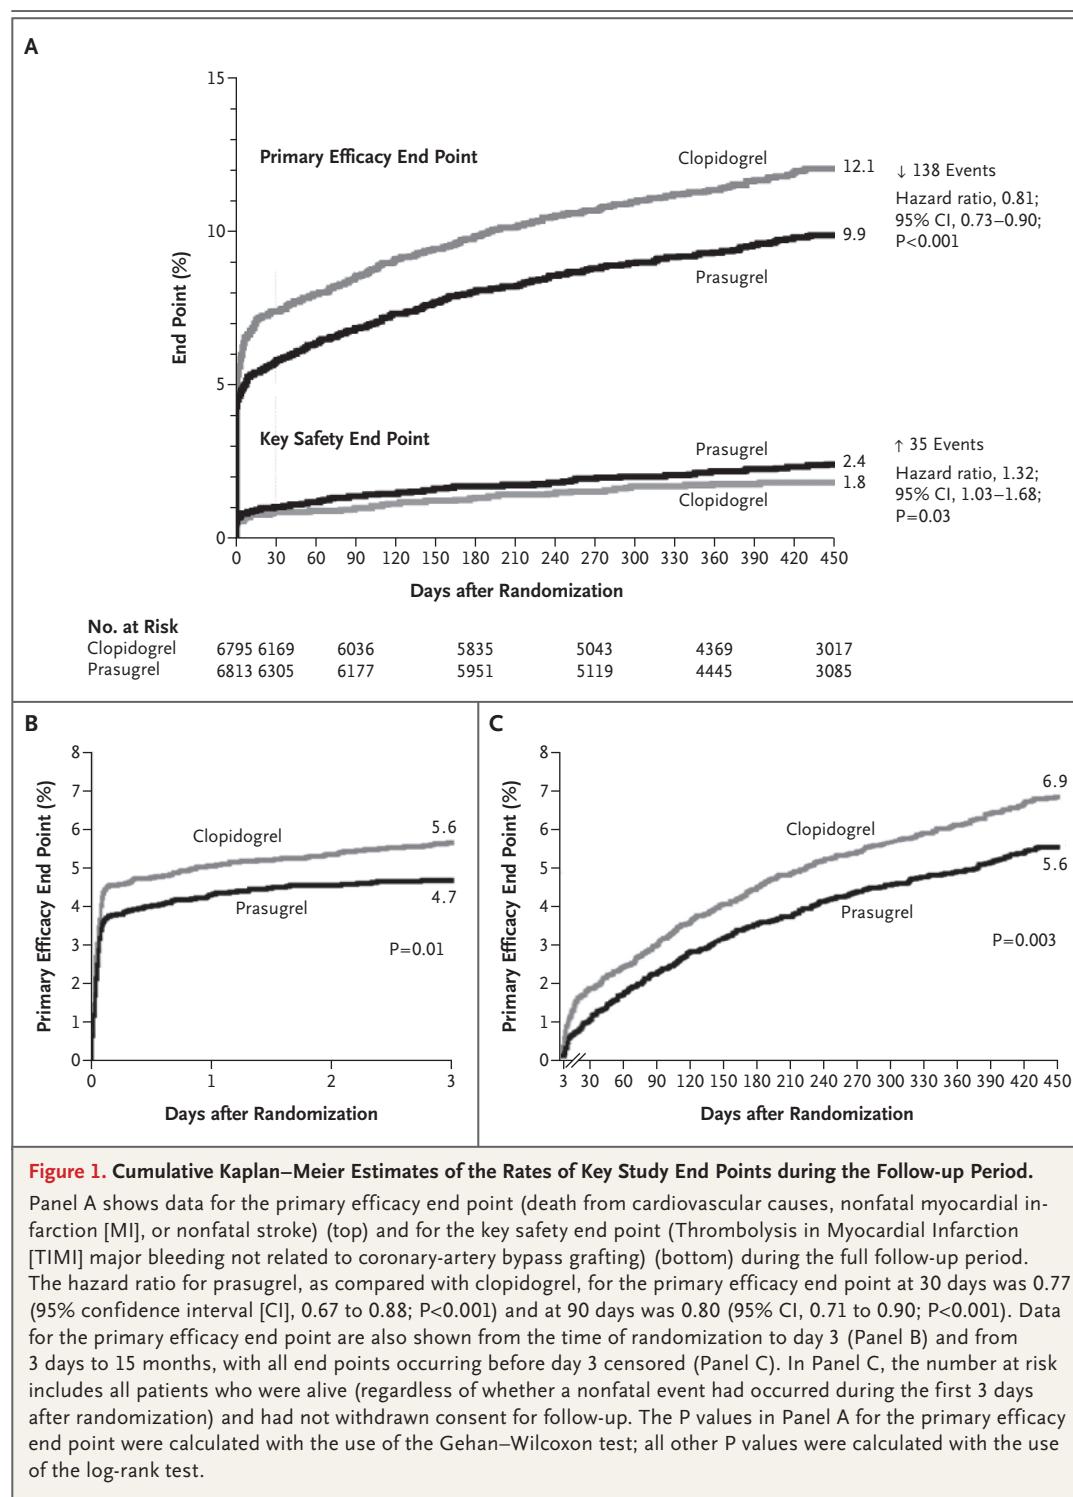 A
15
10
5
0
End Point (%)
Primary Efficacy End Point
Clopidogrel
12.1
Prasugrel
9.9
↓ 138 Events
Hazard ratio, 0.81;
95% CI, 0.73–0.90;
P<0.001
Key Safety End Point
Prasugrel
2.4
1.8
Clopidogrel
↑ 35 Events
Hazard ratio, 1.32;
95% CI, 1.03–1.68;
P=0.03
0 30 60 90 120 150 180 210 240 270 300 330 360 390 420 450
Days after Randomization
No. at Risk
Clopidogrel 6795 6169 6036 5835 5043 4369 3017
Prasugrel 6813 6305 6177 5951 5119 4445 3085
B
8
7
6
5
4
3
2
1
0
Primary Efficacy End Point (%)
Clopidogrel
5.6
4.7
Prasugrel
P=0.01
0 1 2 3
Days after Randomization
C
8
7
6
5
4
3
2
1
0
Primary Efficacy End Point (%)
6.9
Clopidogrel
5.6
Prasugrel
P=0.003
3 30 60 90 120 150 180 210 240 270 300 330 360 390 420 450
Days after Randomization
Figure 1. Cumulative Kaplan–Meier Estimates of the Rates of Key Study End Points during the Follow-up Period.
Panel A shows data for the primary efficacy end point (death from cardiovascular causes, nonfatal myocardial in-
farction [MI], or nonfatal stroke) (top) and for the key safety end point (Thrombolysis in Myocardial Infarction
[TIMI] major bleeding not related to coronary-artery bypass grafting) (bottom) during the full follow-up period.
The hazard ratio for prasugrel, as compared with clopidogrel, for the primary efficacy end point at 30 days was 0.77
(95% confidence interval [CI], 0.67 to 0.88; P<0.001) and at 90 days was 0.80 (95% CI, 0.71 to 0.90; P<0.001). Data
for the primary efficacy end point are also shown from the time of randomization to day 3 (Panel B) and from
3 days to 15 months, with all end points occurring before day 3 censored (Panel C). In Panel C, the number at risk
includes all patients who were alive (regardless of whether a nonfatal event had occurred during the first 3 days
after randomization) and had not withdrawn consent for follow-up. The P values in Panel A for the primary efficacy
end point were calculated with the use of the Gehan–Wilcoxon test; all other P values were calculated with the use
of the log-rank test.